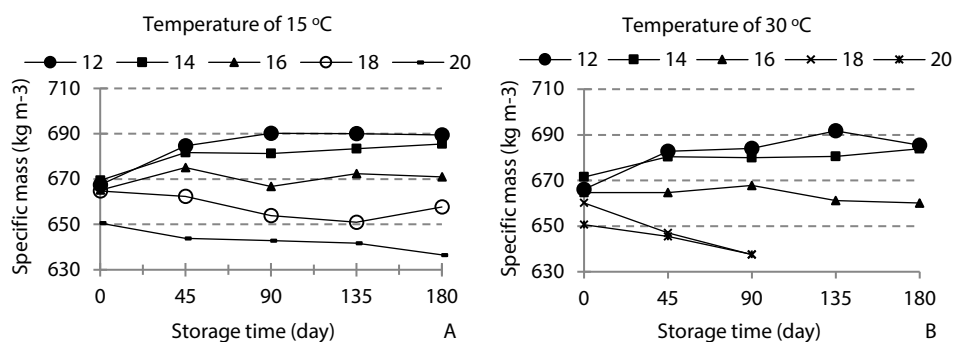 Temperature of 15 ºC
12 14 16 18 20
Specific mass (kg m-3)
710
690
670
650
630
0 45 90 135 180
Storage time (day)
A
Temperature of 30 ºC
12 14 16 18 20
Specific mass (kg m-3)
710
690
670
650
630
0 45 90 135 180
Storage time (day)
B